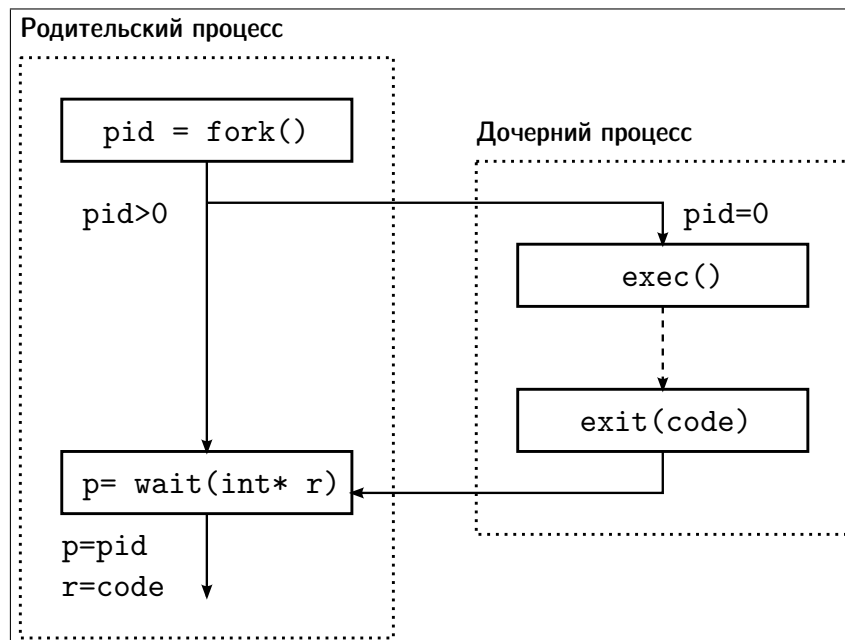 Родительский процесс
pid = fork()
Дочерний процесс
pid>0
pid=0
exec()
exit(code)
p= wait(int* r)
p=pid
r=code